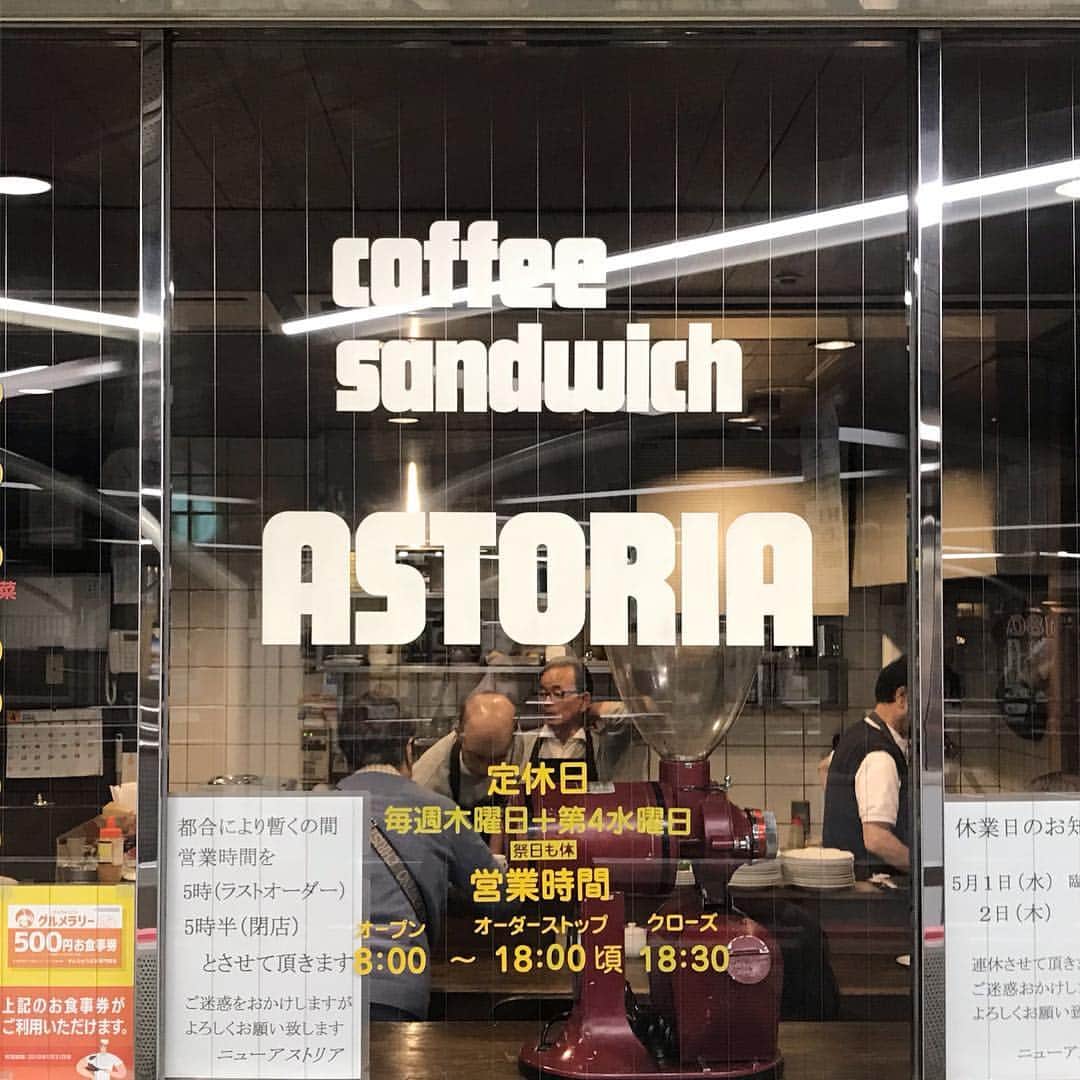 coffee
sandwich
ASTORIA
定休日
毎週木曜日+第4水曜日
祭日も休
営業時間
オープン オーダーストップ クローズ
8:00 〜 18:00頃 18:30
都合により暫くの間
営業時間を
5時(ラストオーダー)
5時半(閉店)
とさせて頂きます
ご迷惑をおかけしますが
よろしくお願い致します
ニューアストリア
菜
グルメラリー
500円お食事券
上記のお食事券が
ご利用いただけます。
休業日のお知
5月1日(水) 臨
2日(木)
連休させて頂き
ご迷惑おかけし
よろしくお願い致
ニュー